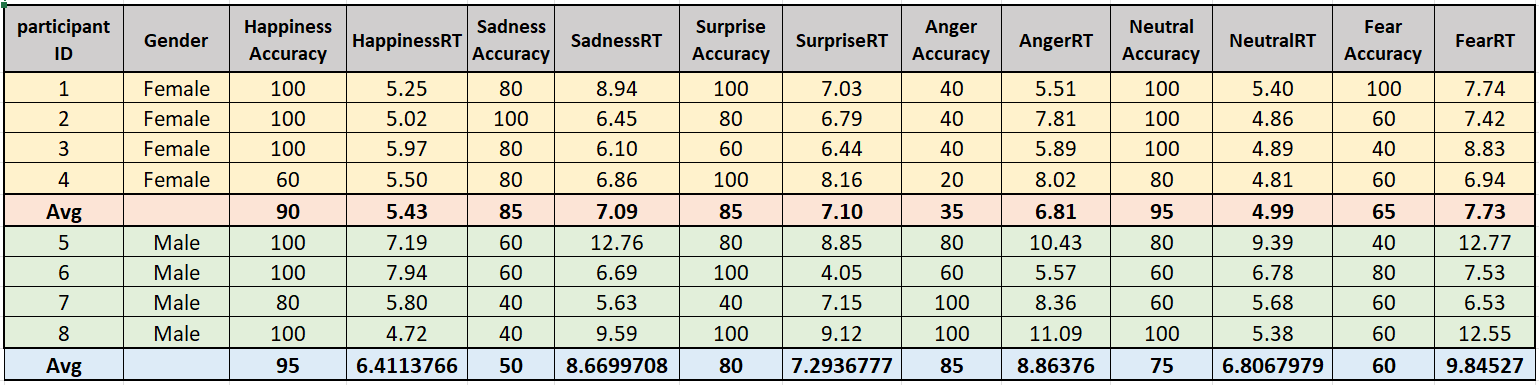 participant ID Gender Happiness Accuracy HappinessRT Sadness Accuracy SadnessRT Surprise Accuracy SurpriseRT Anger Accuracy AngerRT Neutral Accuracy NeutralRT Fear Accuracy FearRT
1 Female 100 5.25 80 8.94 100 7.03 40 5.51 100 5.40 100 7.74
2 Female 100 5.02 100 6.45 80 6.79 40 7.81 100 4.86 60 7.42
3 Female 100 5.97 80 6.10 60 6.44 40 5.89 100 4.89 40 8.83
4 Female 60 5.50 80 6.86 100 8.16 20 8.02 80 4.81 60 6.94
Avg 90 5.43 85 7.09 85 7.10 35 6.81 95 4.99 65 7.73
5 Male 100 7.19 60 12.76 80 8.85 80 10.43 80 9.39 40 12.77
6 Male 100 7.94 60 6.69 100 4.05 60 5.57 60 6.78 80 7.53
7 Male 80 5.80 40 5.63 40 7.15 100 8.36 60 5.68 60 6.53
8 Male 100 4.72 40 9.59 100 9.12 100 11.09 100 5.38 60 12.55
Avg 95 6.4113766 50 8.6699708 80 7.2936777 85 8.86376 75 6.8067979 60 9.84527